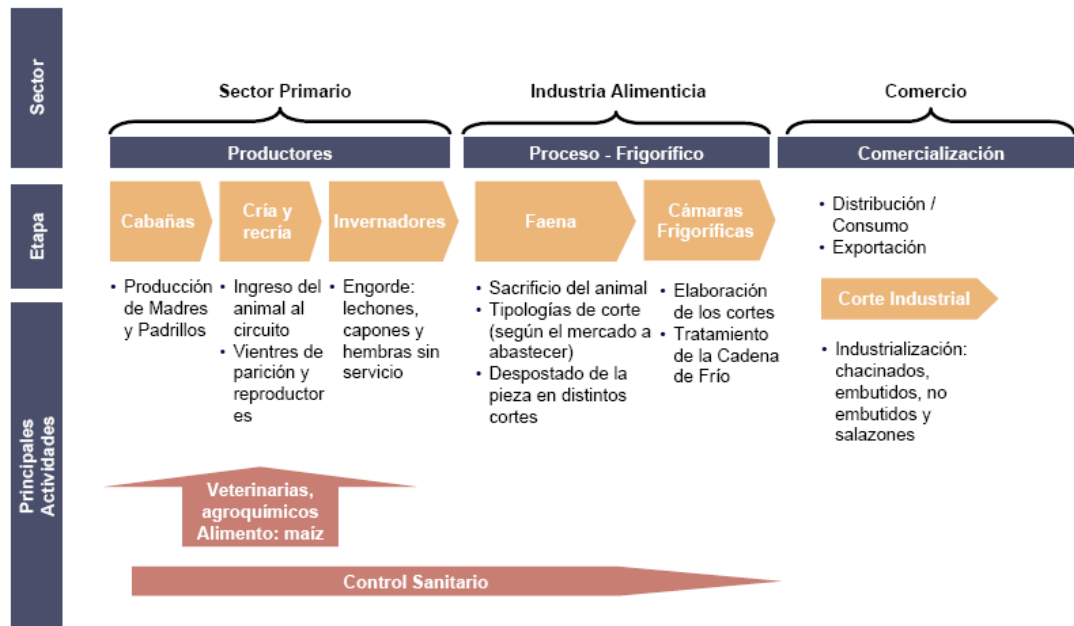 Sector
Sector Primario
Industria Alimenticia
Comercio
Productores
Proceso - Frigorífico
Comercialización
Etapa
Cabañas
Cría y
recría
Invernadores
Faena
Cámaras
Frigoríficas
• Distribución /
Consumo
• Exportación
Corte Industrial
Principales
Actividades
• Producción
de Madres
y Padrillos
• Ingreso del
animal al
circuito
• Vientres de
parición y
reproductor
es
• Engorde:
lechones,
capones y
hembras sin
servicio
• Sacrificio del animal
• Tipologías de corte
(según el mercado a
abastecer)
• Despostado de la
pieza en distintos
cortes
• Elaboración
de los cortes
• Tratamiento
de la Cadena
de Frío
• Industrialización:
chacinados,
embutidos, no
embutidos y
salazones
Veterinarias,
agroquímicos
Alimento: maíz
Control Sanitario